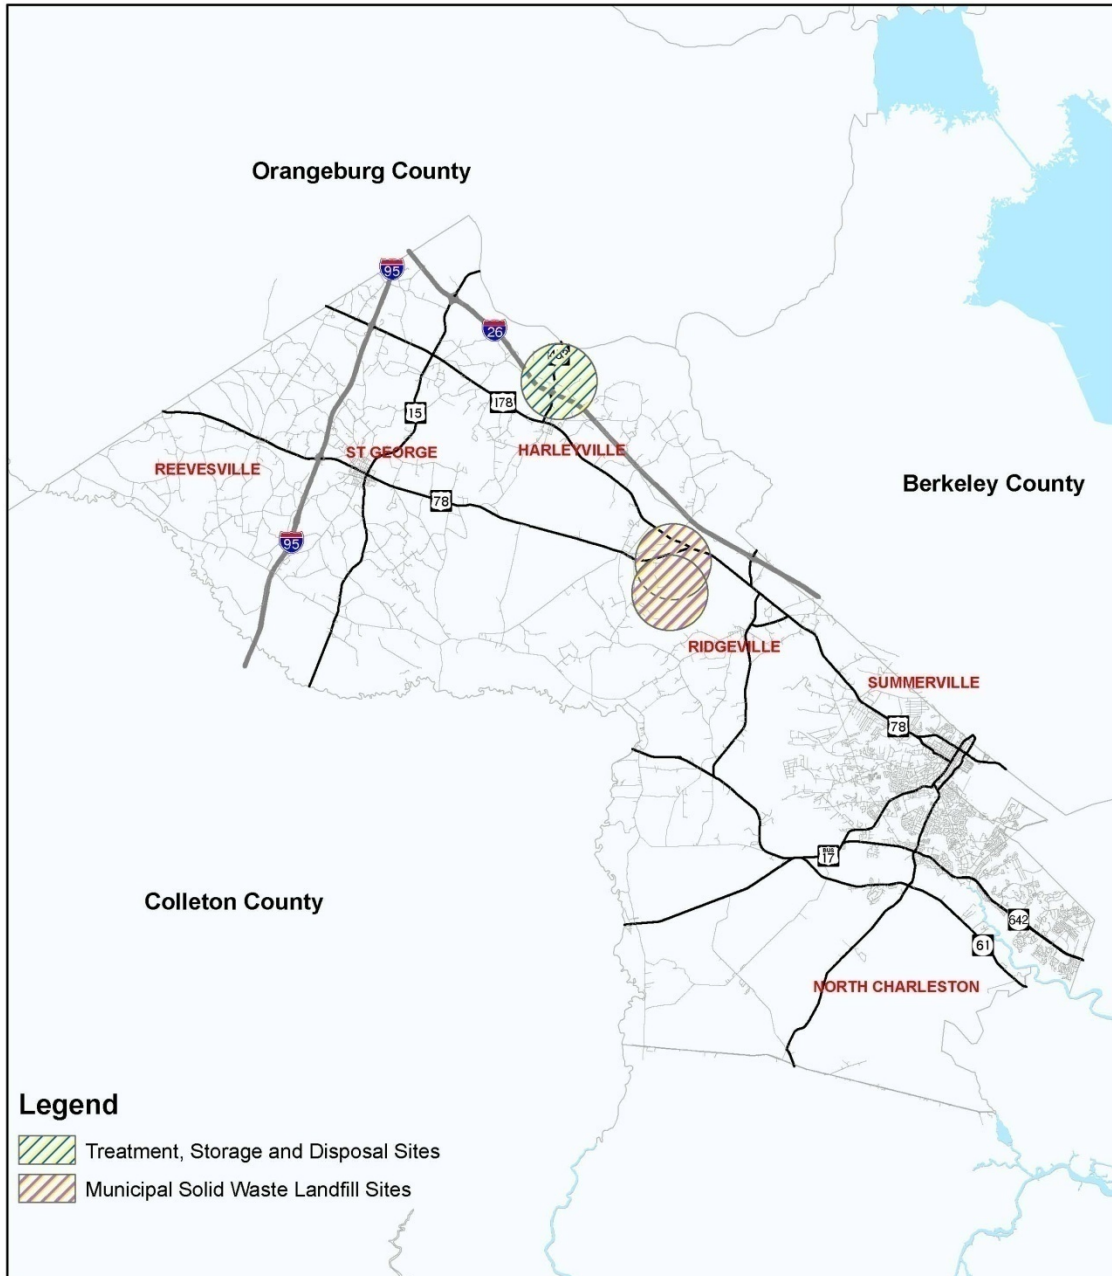 Orangeburg County
95
26
178
15
HARLEYVILLE
ST GEORGE
REEVESVILLE
Berkeley County
78
95
RIDGEVILLE
SUMMERVILLE
78
BUS
17
Colleton County
642
61
NORTH CHARLESTON
Legend
Treatment, Storage and Disposal Sites
Municipal Solid Waste Landfill Sites